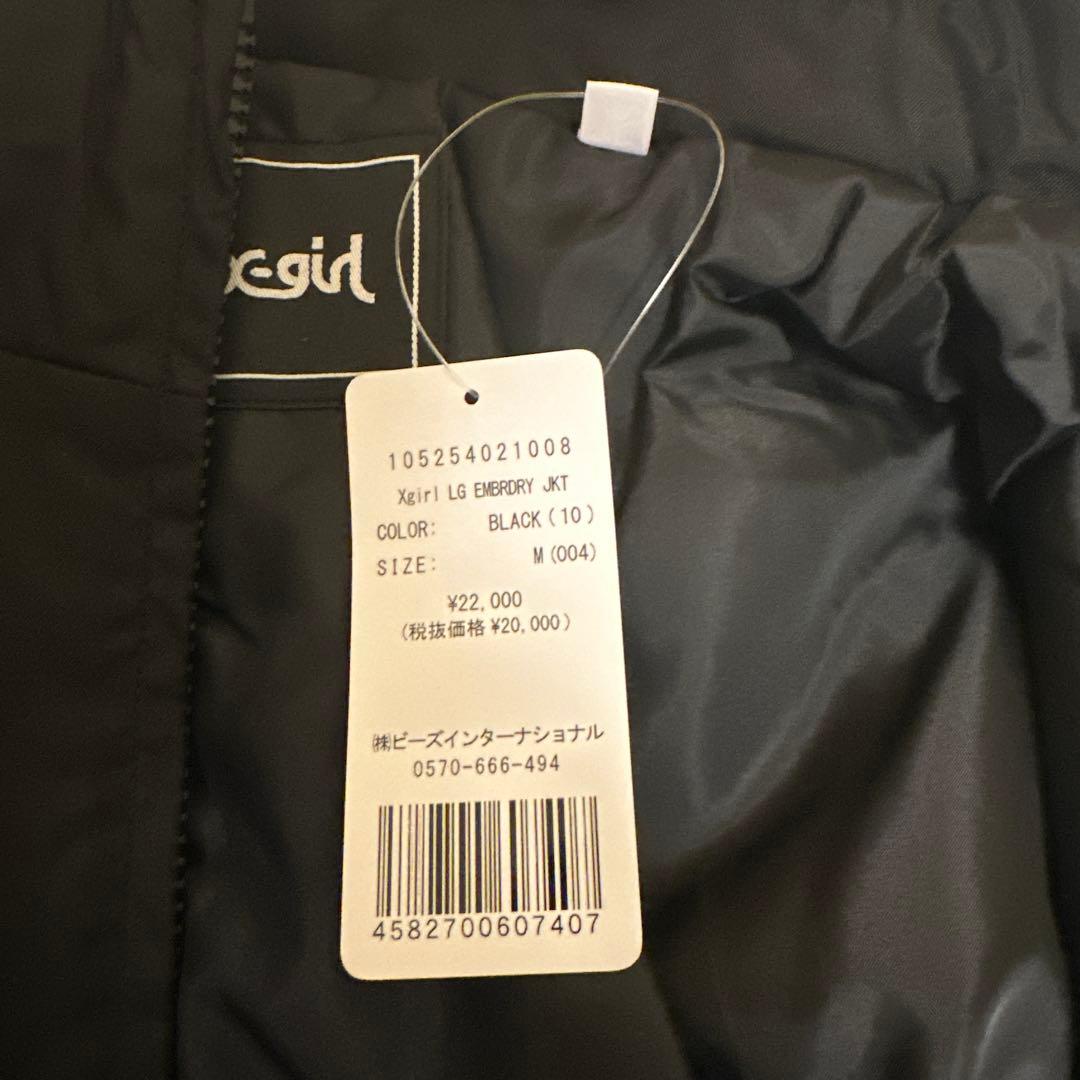 X-girl
105254021008
Xgirl LG EMBRDRY JKT
COLOR: BLACK(10)
SIZE: M(004)
¥22,000
(税抜価格¥20,000)
㈱ビーズインターナショナル
0570-666-494
4582700607407